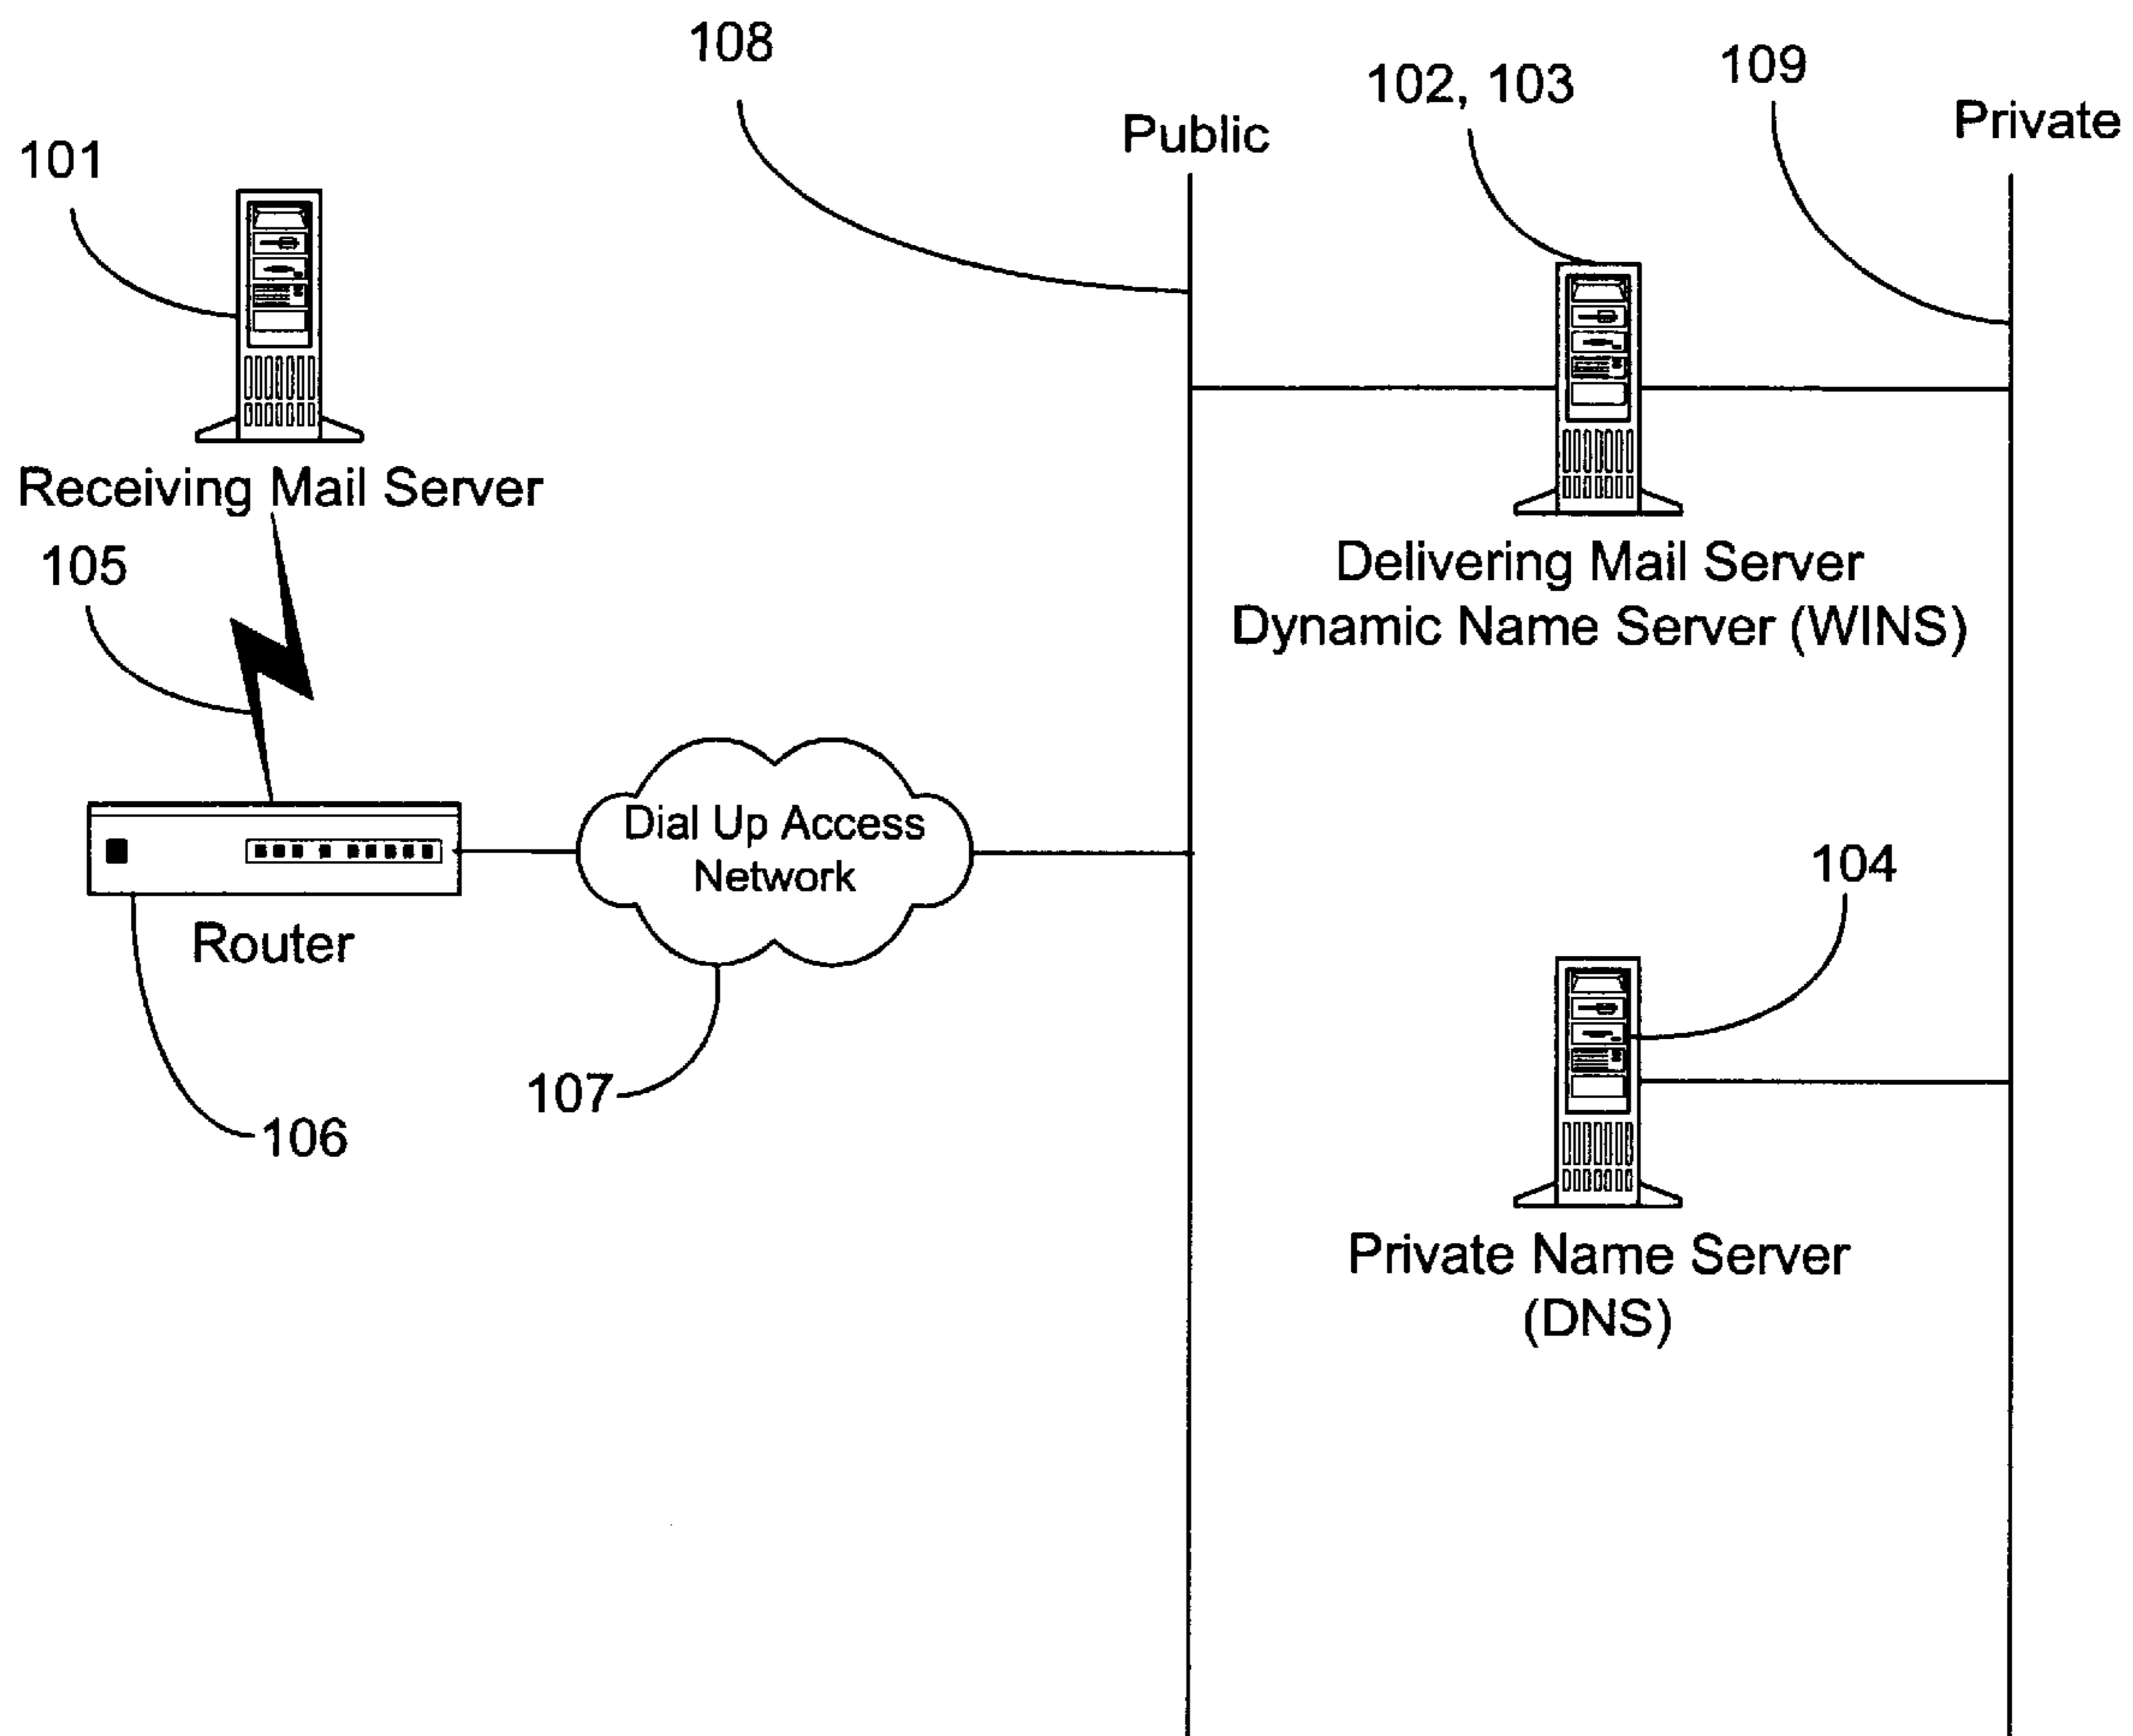 108
102, 103
109
Public
Private
101
Receiving Mail Server
105
Delivering Mail Server
Dynamic Name Server (WINS)
Dial Up Access
Network
104
Router
107
106
Private Name Server
(DNS)